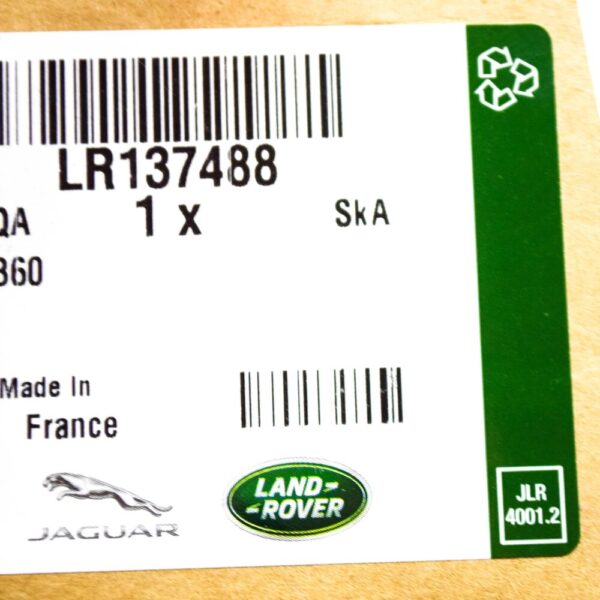 LR137488
QA 1 x SkA
360
Made In
France
JAGUAR
LAND-
-ROVER
JLR
4001.2